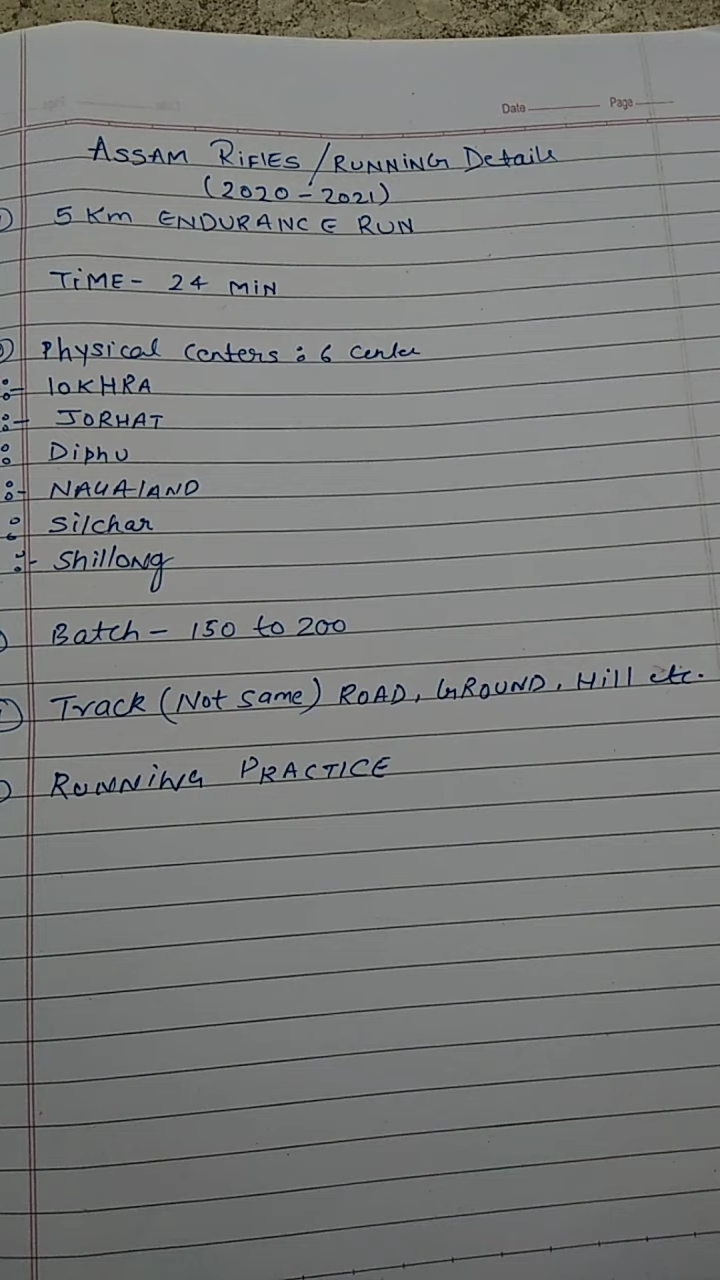 Date
Page
ASSAM RIFlES / RUNNING Details
(2020-2021)
5 Km ENDURANCE RUN
TiME- 24 MiN
Physical Centers : 6 Center
:- lOKHRA
:- JORHAT
: Diphu
:- NAGAlAND
: Silchar
:- Shillong
Batch - 150 to 200
Track (Not same) ROAD, GROUND, Hill etc.
RUNNiNG PRACTICE